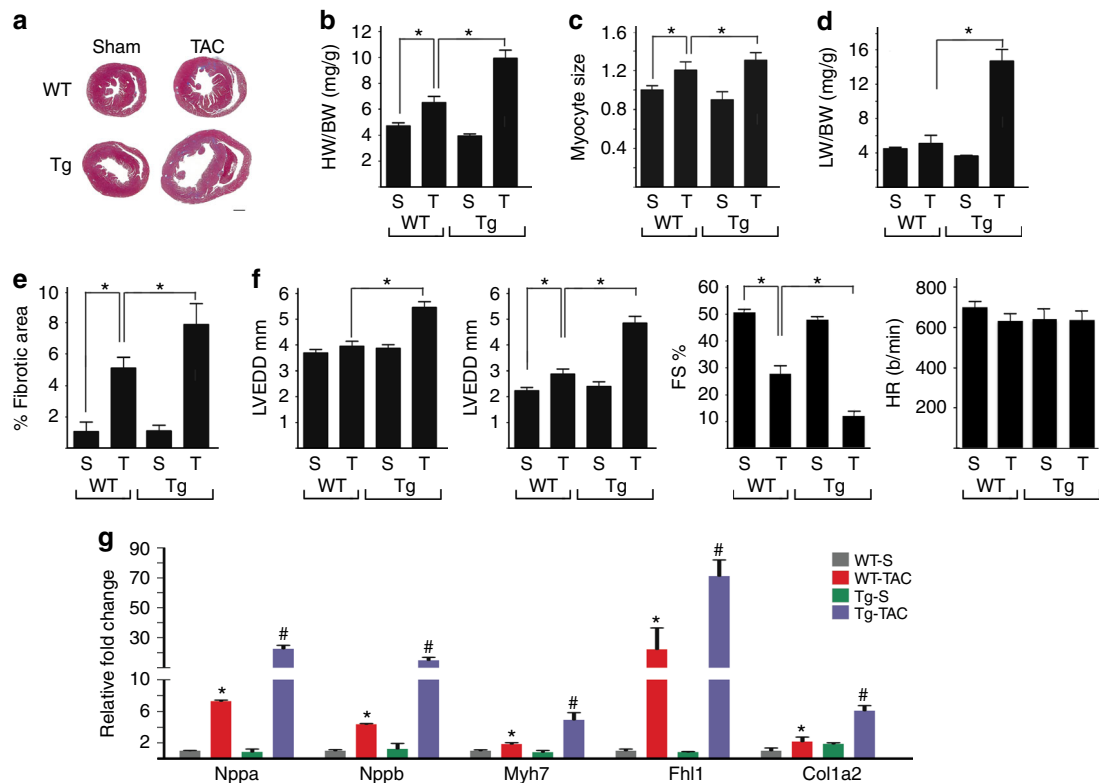 a
Sham TAC
WT
Tg
b
HW/BW (mg/g)
12
10
8
6
4
2
* *
S T S T
WT Tg
c
Myocyte size
1.8
1.4
1.0
0.6
0.2
* *
S T S T
WT Tg
d
LW/BW (mg/g)
16
12
8
4
*
S T S T
WT Tg
e
% Fibrotic area
10
8
6
4
2
* *
S T S T
WT Tg
f
LVEDD mm
6
5
4
3
2
1
*
S T S T
WT Tg
LVEDD mm
6
5
4
3
2
1
* *
S T S T
WT Tg
FS %
50
40
30
20
10
* *
S T S T
WT Tg
HR (b/min)
800
600
400
200
S T S T
WT Tg
g
Relative fold change
90
70
50
30
10
10
6
2
* #
* #
* #
* #
* #
Nppa Nppb Myh7 Fhl1 Col1a2
WT-S
WT-TAC
Tg-S
Tg-TAC